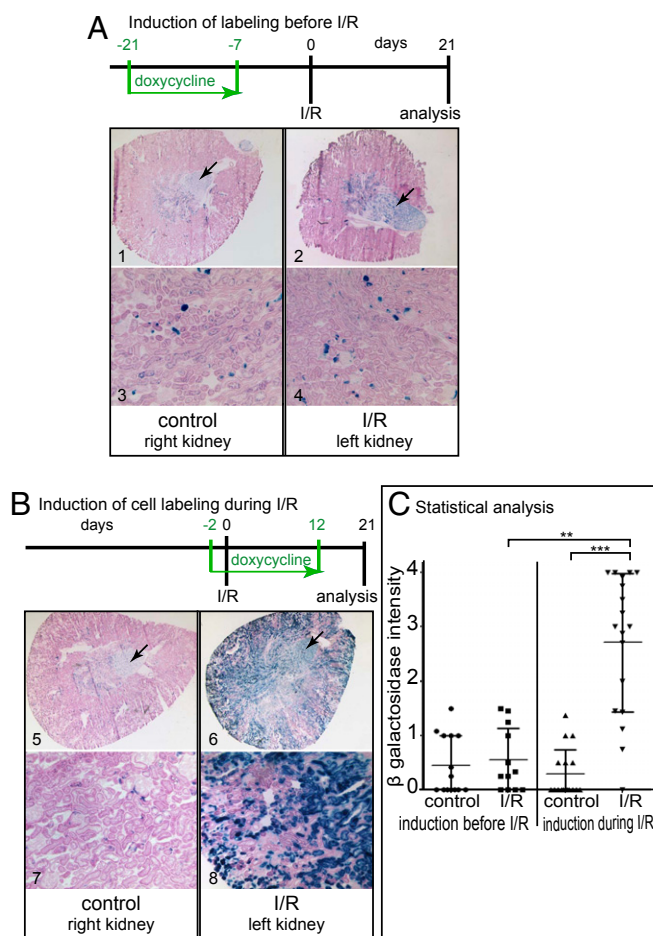 A Induction of labeling before I/R
-21 -7 0 days 21
doxycycline
I/R analysis
1 2
3 4
control I/R
right kidney left kidney
B Induction of cell labeling during I/R
days -2 0 12 21
doxycycline
I/R analysis
5 6
7 8
control I/R
right kidney left kidney
C Statistical analysis
**
***
β galactosidase intensity
4
3
2
1
0
control I/R control I/R
induction before I/R induction during I/R